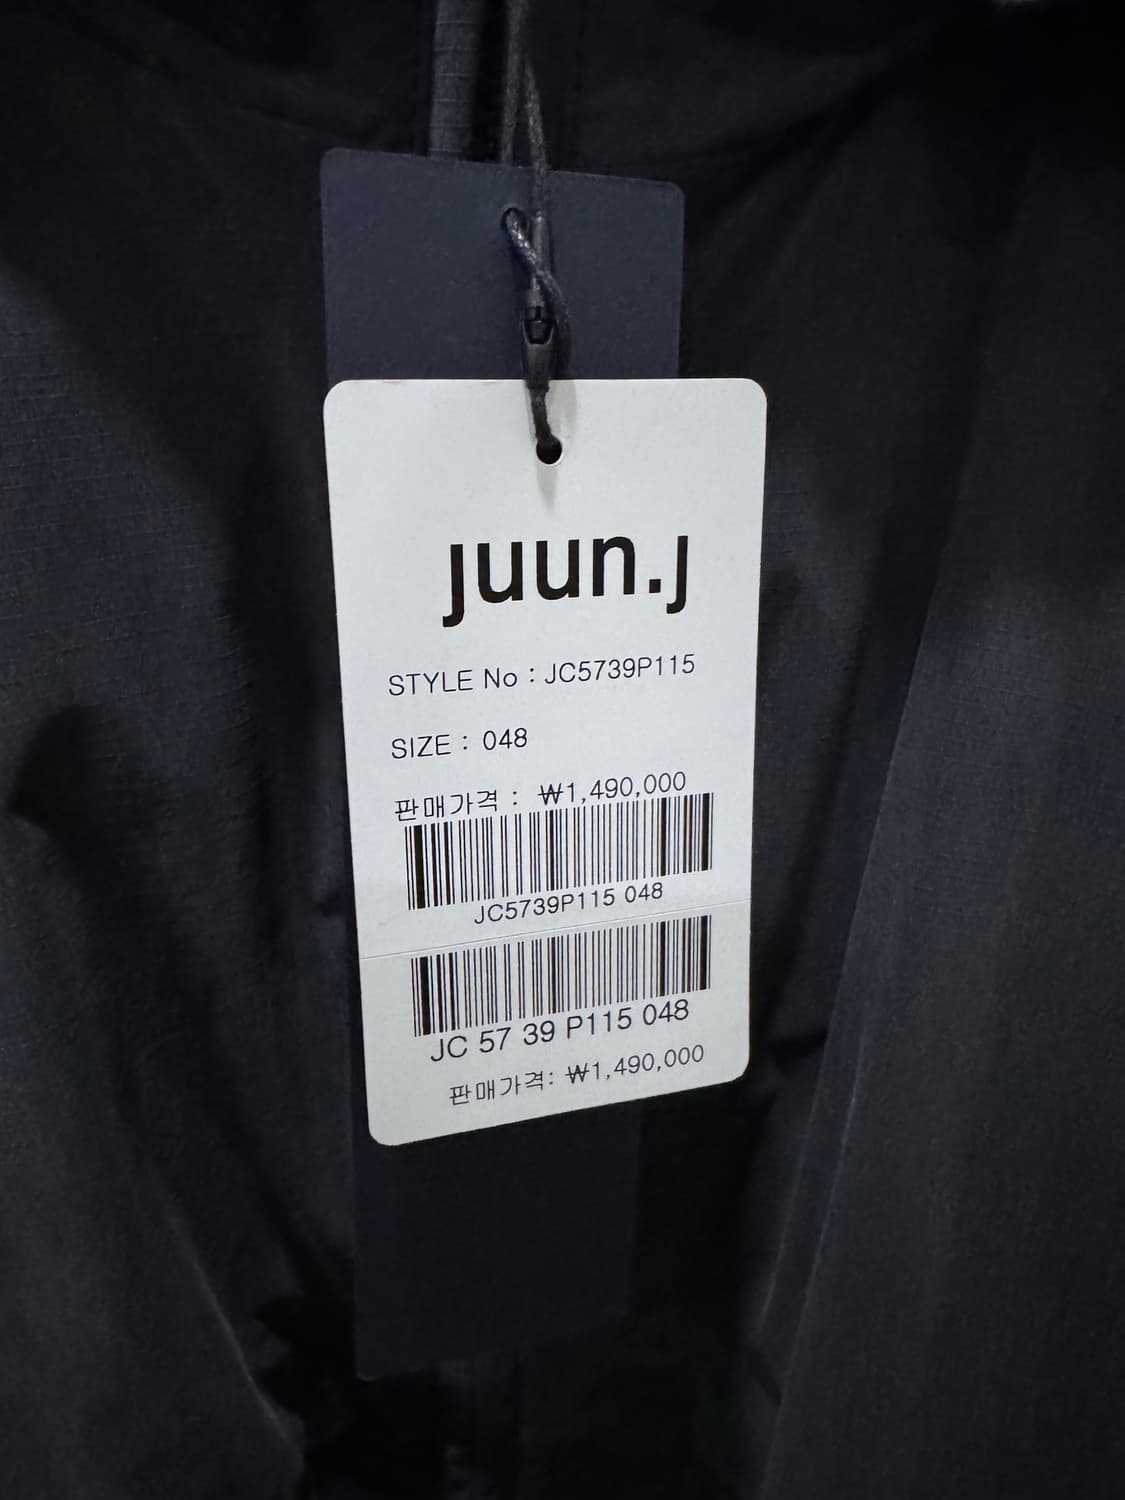 juun.j
STYLE No : JC5739P115
SIZE : 048
판매가격 : ₩1,490,000
JC5739P115 048
JC 57 39 P115 048
판매가격: ₩1,490,000